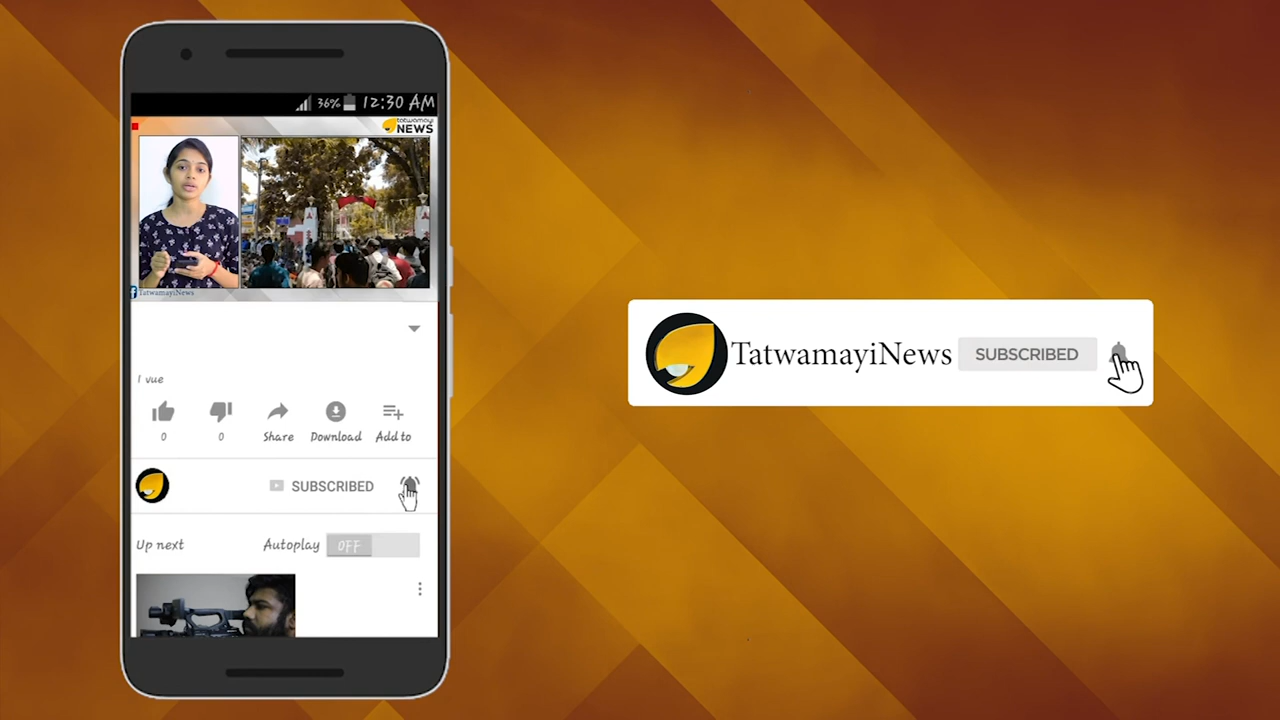 36% 12:30 AM
tatwamayi
NEWS
TatwamayiNews
1 vue
0
0
Share
Download
Add to
SUBSCRIBED
Up next
Autoplay
OFF
TatwamayiNews
SUBSCRIBED